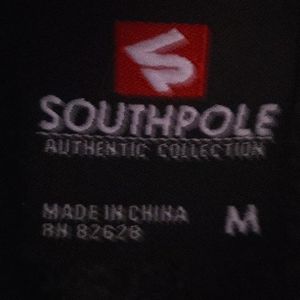 SOUTHPOLE
AUTHENTIC COLLECTION
MADE IN CHINA
RN 82628
M